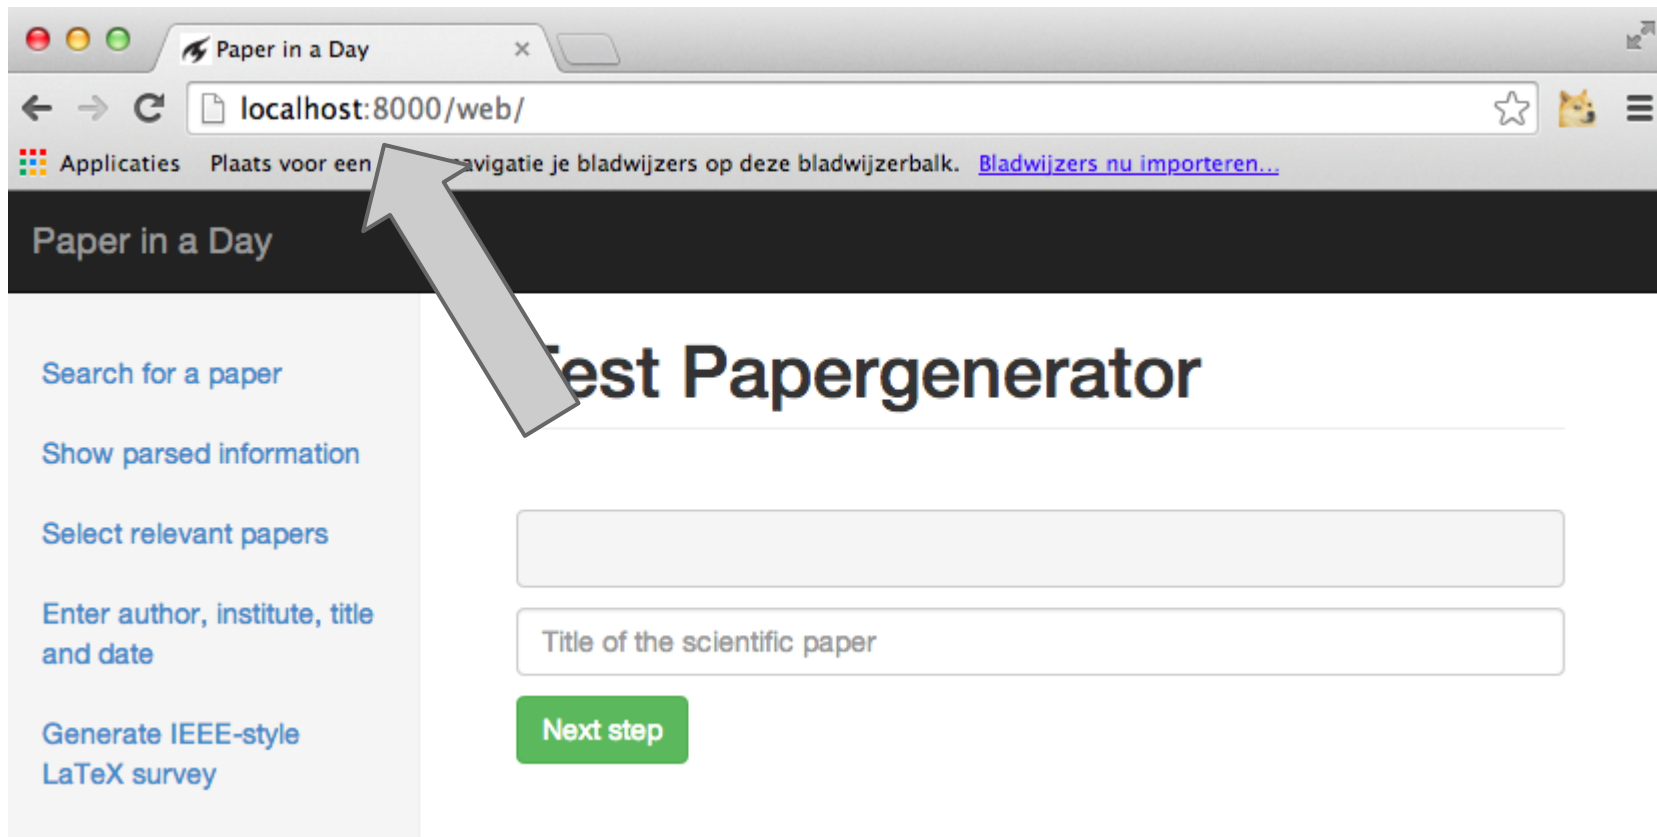 Paper in a Day
localhost:8000/web/
Applicaties Plaats voor een navigatie je bladwijzers op deze bladwijzerbalk. Bladwijzers nu importeren...
Paper in a Day
Search for a paper
Show parsed information
Select relevant papers
Enter author, institute, title
and date
Generate IEEE-style
LaTeX survey
Test Papergenerator
Title of the scientific paper
Next step